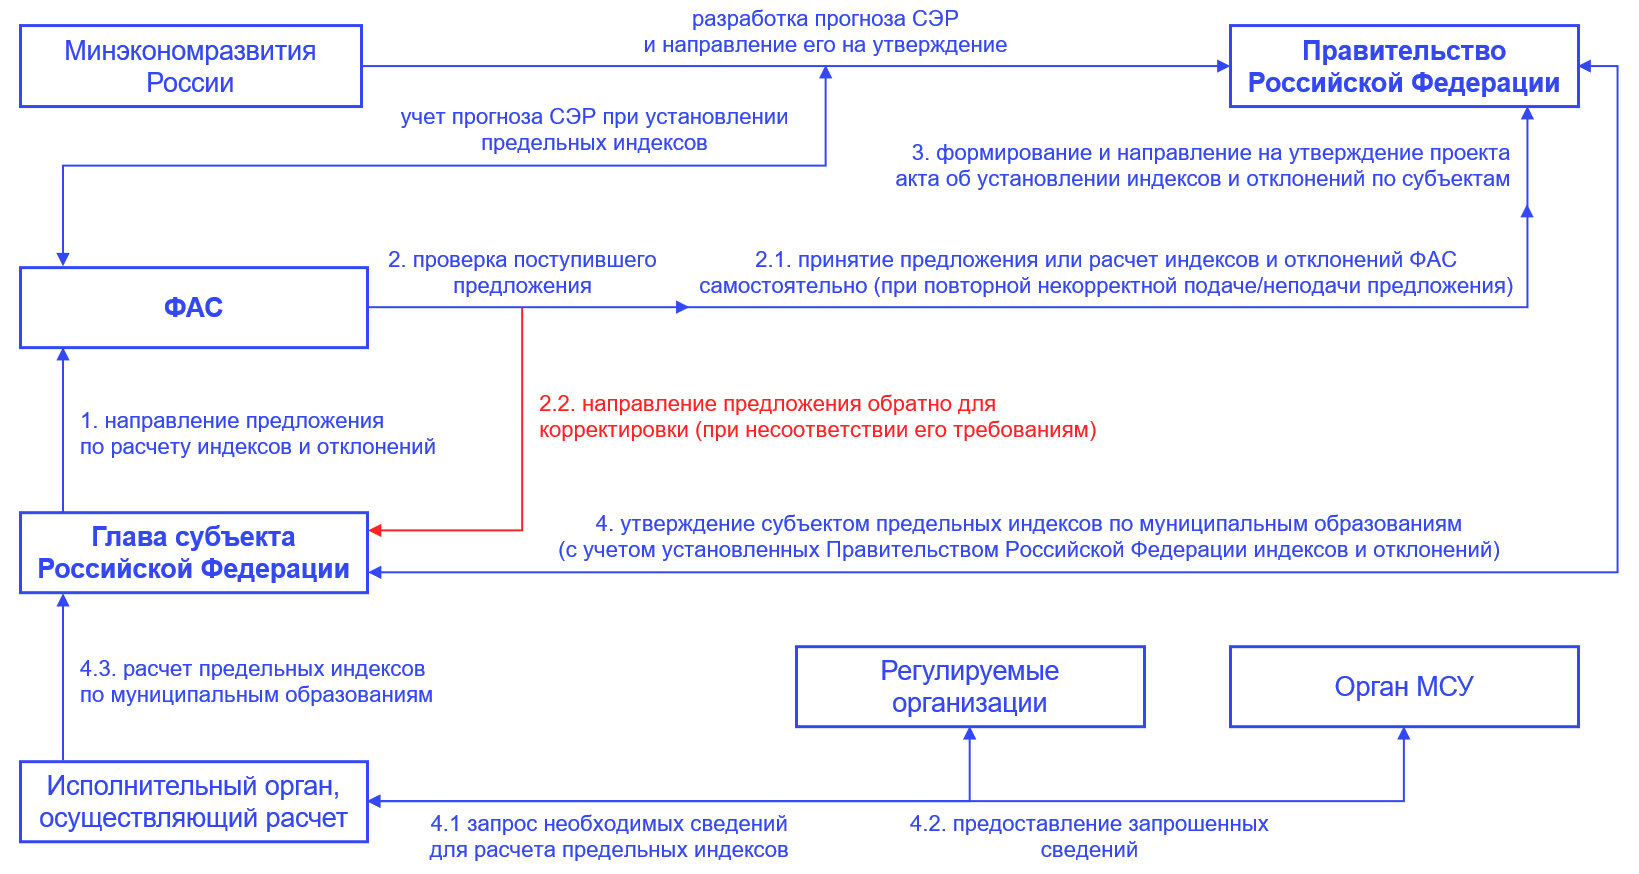 разработка прогноза СЭР
и направление его на утверждение
Минэкономразвития
России
Правительство
Российской Федерации
учет прогноза СЭР при установлении
предельных индексов
3. формирование и направление на утверждение проекта
акта об установлении индексов и отклонений по субъектам
ФАС
2. проверка поступившего
предложения
2.1. принятие предложения или расчет индексов и отклонений ФАС
самостоятельно (при повторной некорректной подаче/неподачи предложения)
1. направление предложения
по расчету индексов и отклонений
2.2. направление предложения обратно для
корректировки (при несоответствии его требованиям)
Глава субъекта
Российской Федерации
4. утверждение субъектом предельных индексов по муниципальным образованиям
(с учетом установленных Правительством Российской Федерации индексов и отклонений)
4.3. расчет предельных индексов
по муниципальным образованиям
Регулируемые
организации
Орган МСУ
Исполнительный орган,
осуществляющий расчет
4.1 запрос необходимых сведений
для расчета предельных индексов
4.2. предоставление запрошенных
сведений